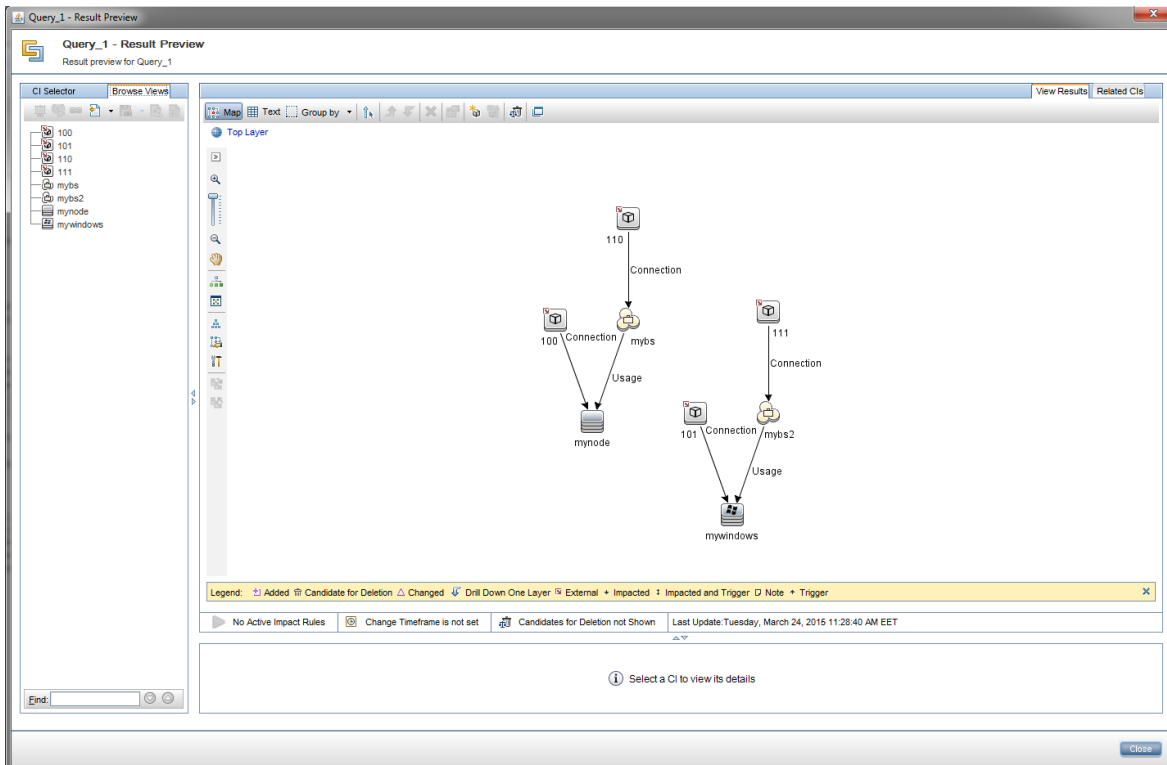 Query_1 - Result Preview
Query_1 - Result Preview
Result preview for Query_1
CI Selector
Browse Views
100
101
110
111
mybs
mybs2
mynode
mywindows
Find:
View Results
Related CIs
Map
Text
Group by
Top Layer
110
Connection
100
Connection
mybs
Usage
mynode
111
Connection
101
Connection
mybs2
Usage
mywindows
Legend: Added Candidate for Deletion Changed Drill Down One Layer External Impacted Impacted and Trigger Note Trigger
No Active Impact Rules
Change Timeframe is not set
Candidates for Deletion not Shown
Last Update:Tuesday, March 24, 2015 11:28:40 AM EET
Select a CI to view its details
Close